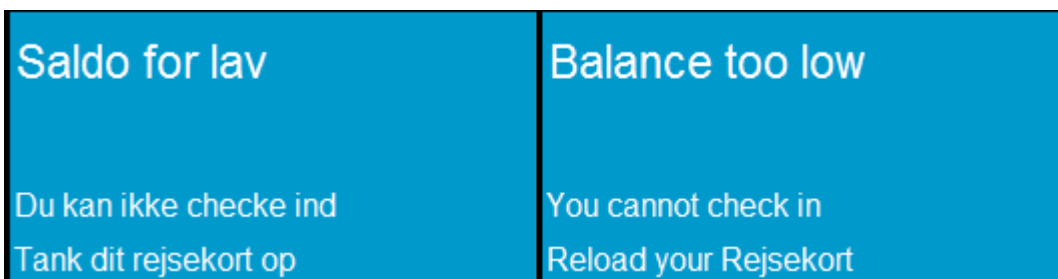 Saldo for lav
Du kan ikke checke ind
Tank dit rejsekort op
Balance too low
You cannot check in
Reload your Rejsekort